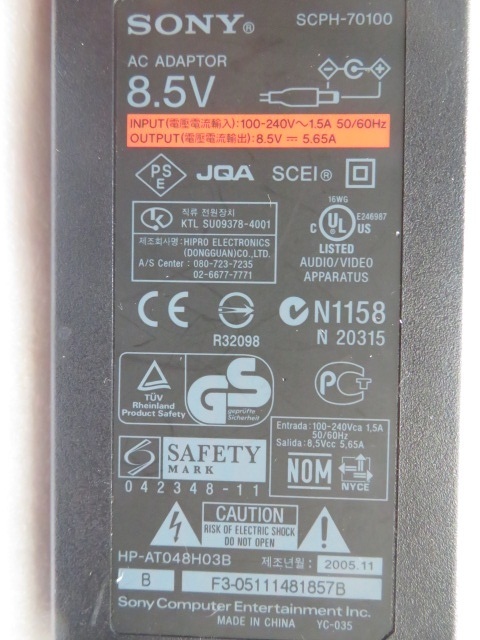 SONY®
SCPH-70100
AC ADAPTOR
8.5V
INPUT(電壓電流輸入):100-240V～1.5A 50/60Hz
OUTPUT(電壓電流輸出):8.5V ⎓ 5.65A
PS E
JQA
SCEI®
K
직류 전원장치
KTL SU09378-4001
제조회사명:HIPRO ELECTRONICS
(DONGGUAN)CO.,LTD.
A/S Center : 080-723-7235
02-6677-7771
16WG
C UL® US
E246987
LISTED
AUDIO/VIDEO
APPARATUS
CE
R32098
N1158
N 20315
TÜV
Rheinland
Product Safety
GS
geprüfte
Sicherheit
PCT
S
SAFETY
MARK
042348-11
Entrada:100-240Vca 1,5A
50/60Hz
Salida:8,5Vcc 5,65A
NOM
NYCE
CAUTION
RISK OF ELECTRIC SHOCK
DO NOT OPEN
HP-AT048H03B
제조년월 : 2005.11
B
F3-05111481857B
Sony Computer Entertainment Inc.
MADE IN CHINA
YC-035